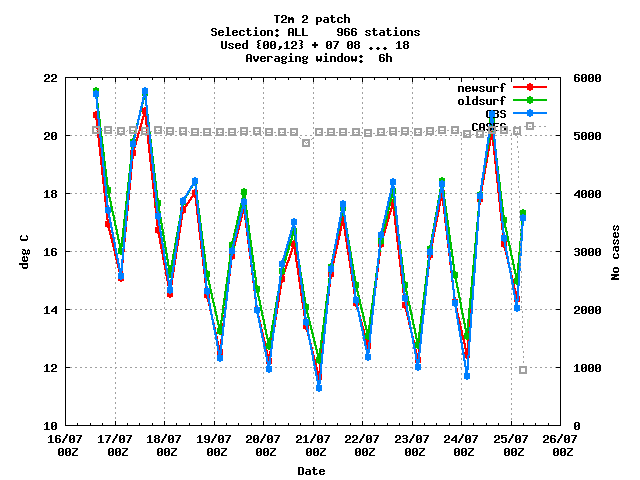 T2m 2 patch
Selection: ALL    966 stations
Used {00,12} + 07 08 ... 18
Averaging window:  6h
newsurf
oldsurf
OBS
CASES
22
20
18
16
14
12
10
6000
5000
4000
3000
2000
1000
0
deg C
No cases
16/07 17/07 18/07 19/07 20/07 21/07 22/07 23/07 24/07 25/07 26/07
00Z 00Z 00Z 00Z 00Z 00Z 00Z 00Z 00Z 00Z 00Z
Date